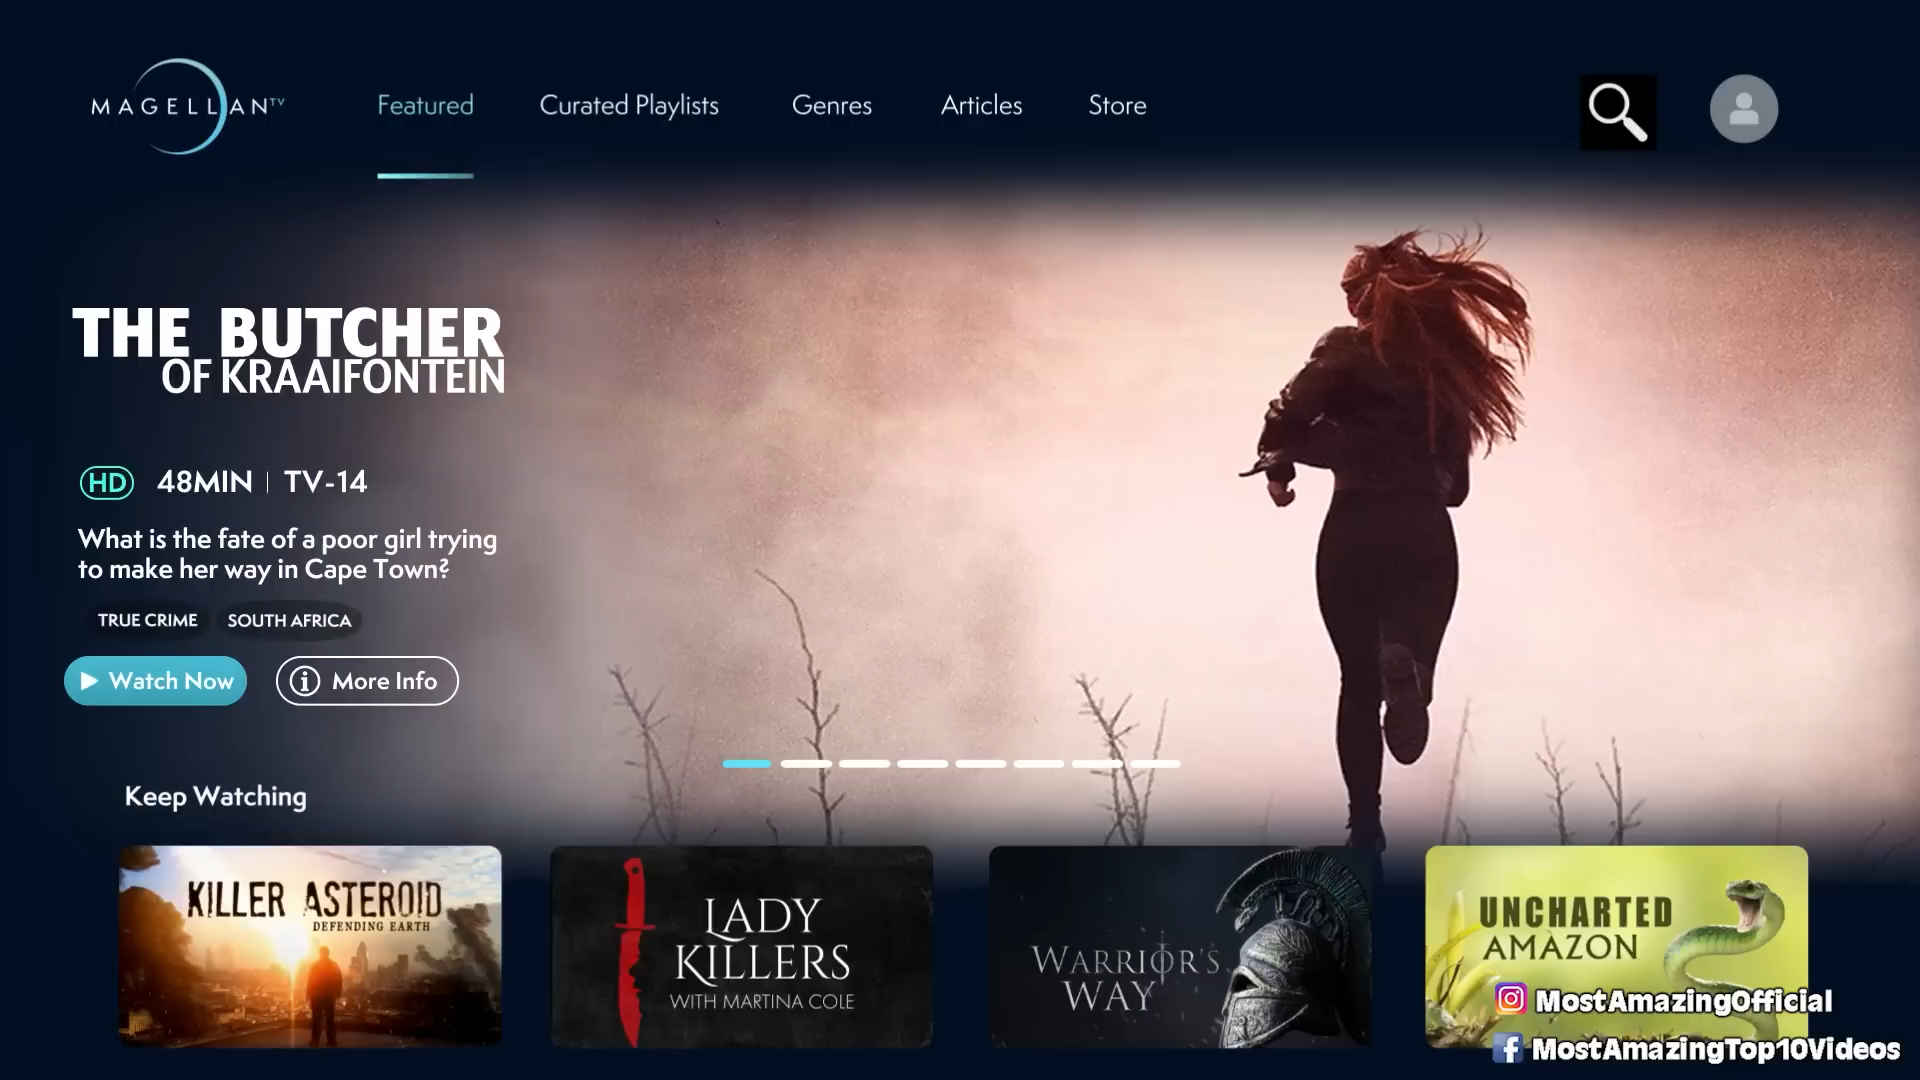 MAGELLANTV
Featured
Curated Playlists
Genres
Articles
Store
THE BUTCHER
OF KRAAIFONTEIN
HD
48MIN | TV-14
What is the fate of a poor girl trying
to make her way in Cape Town?
TRUE CRIME
SOUTH AFRICA
Watch Now
More Info
Keep Watching
KILLER ASTEROID
DEFENDING EARTH
LADY
KILLERS
WITH MARTINA COLE
WARRIOR'S
WAY
UNCHARTED
AMAZON
MostAmazingOfficial
MostAmazingTop10Videos